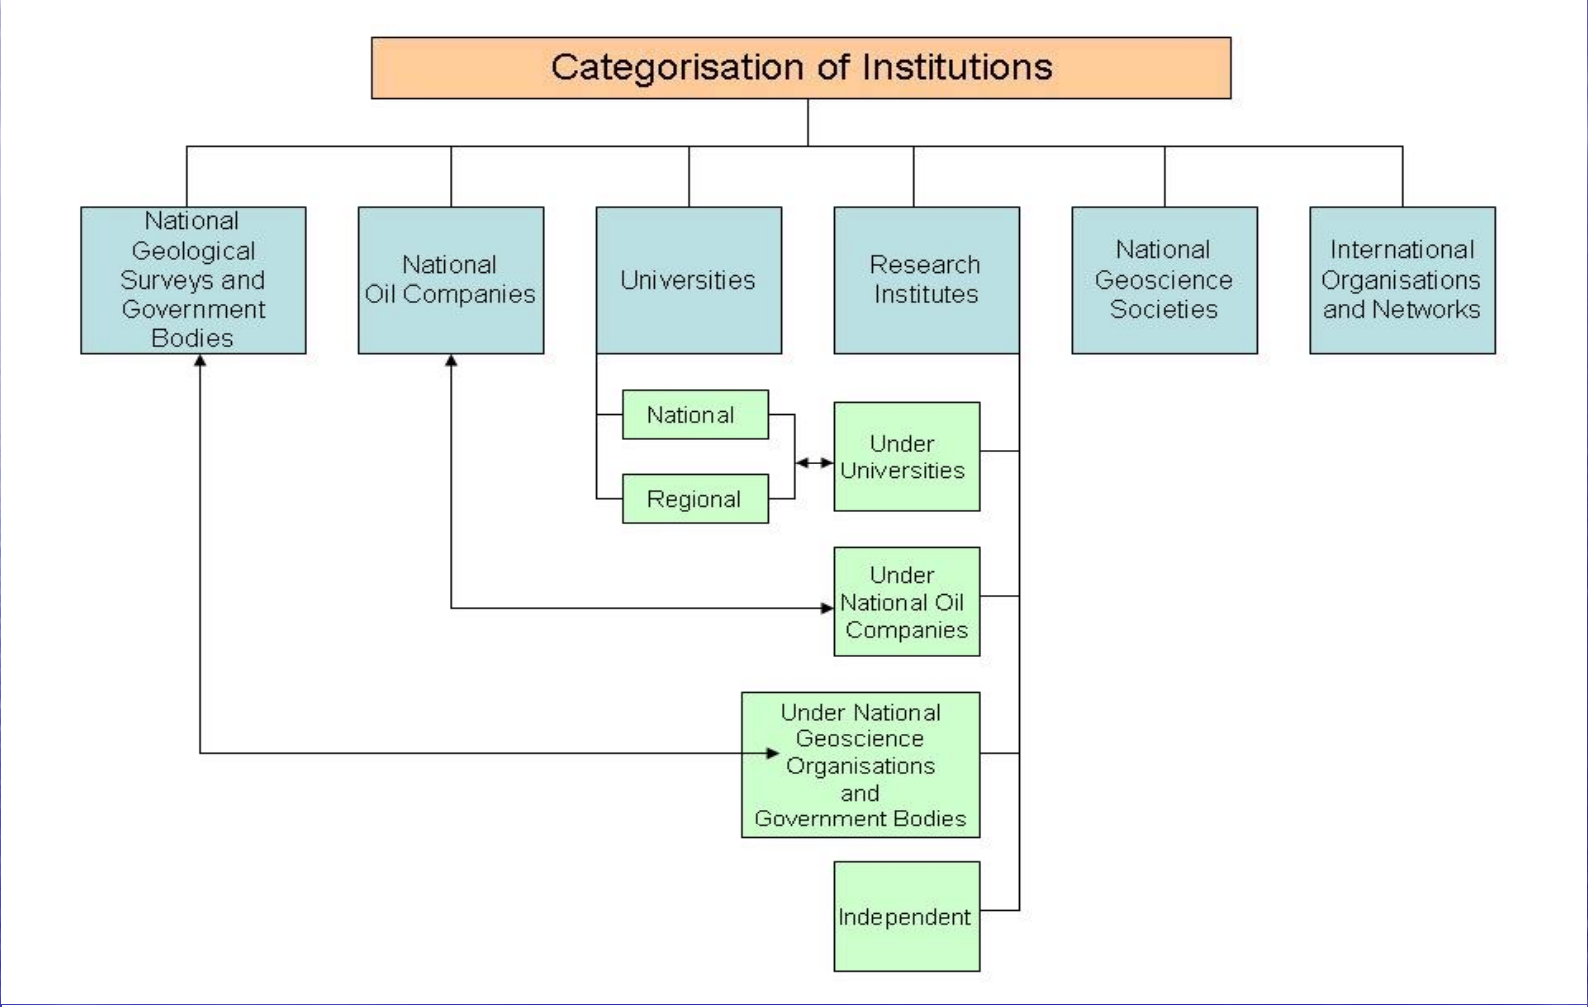 Categorisation of Institutions
National
Geological
Surveys and
Government
Bodies
National
Oil Companies
Universities
Research
Institutes
National
Geoscience
Societies
International
Organisations
and Networks
National
Regional
Under
Universities
Under
National Oil
Companies
Under National
Geoscience
Organisations
and
Government Bodies
Independent